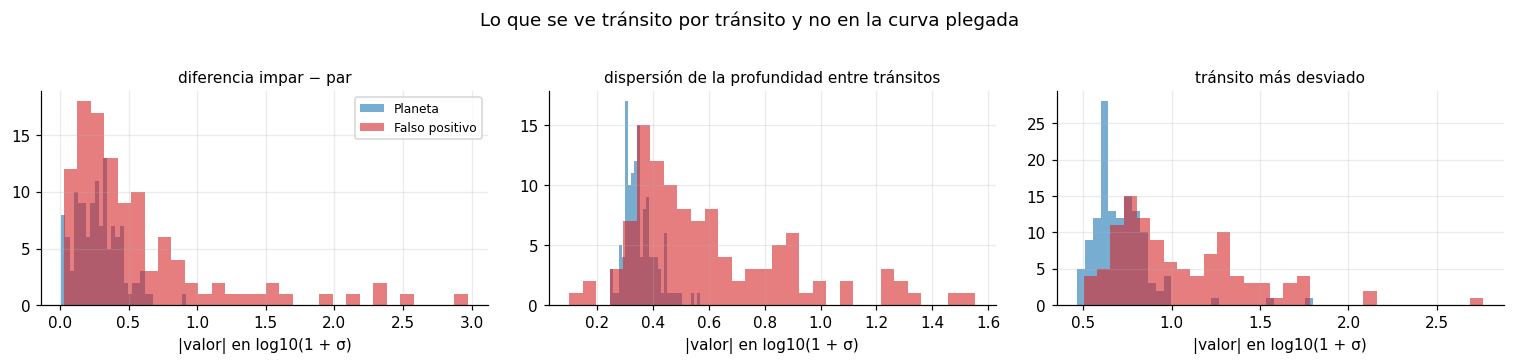 Lo que se ve tránsito por tránsito y no en la curva plegada
diferencia impar − par
Planeta
Falso positivo
15
10
5
0
0.0 0.5 1.0 1.5 2.0 2.5 3.0
|valor| en log10(1 + σ)
dispersión de la profundidad entre tránsitos
15
10
5
0
0.2 0.4 0.6 0.8 1.0 1.2 1.4 1.6
|valor| en log10(1 + σ)
tránsito más desviado
25
20
15
10
5
0
0.5 1.0 1.5 2.0 2.5
|valor| en log10(1 + σ)